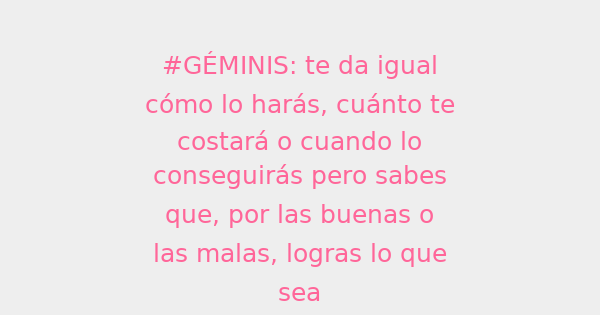 #GÉMINIS: te da igual
cómo lo harás, cuánto te
costará o cuando lo
conseguirás pero sabes
que, por las buenas o
las malas, logras lo que
sea